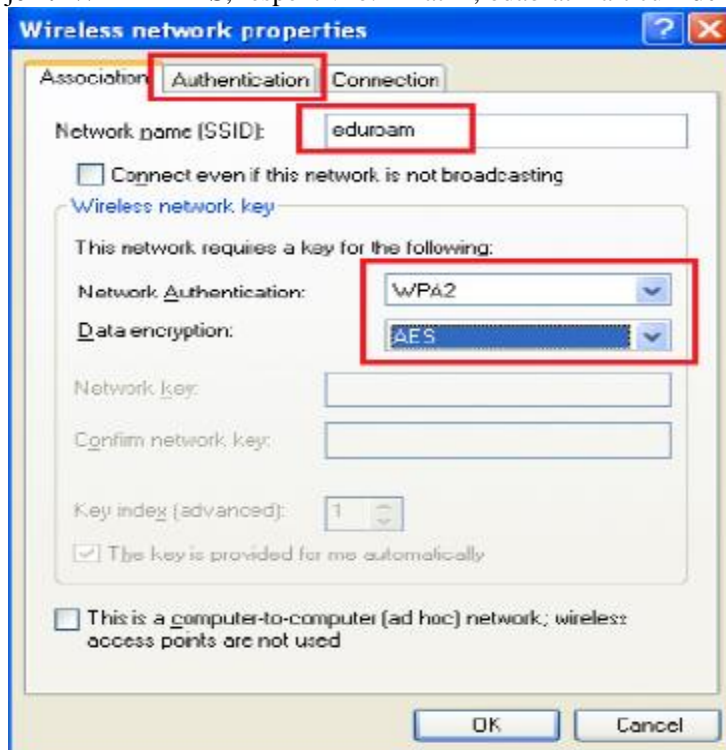 Wireless network properties
Association Authentication Connection
Network name (SSID): eduroam
Connect even if this network is not broadcasting
Wireless network key
This network requires a key for the following:
Network Authentication: WPA2
Data encryption: AES
Network key:
Confirm network key:
Key index (advanced): 1
The key is provided for me automatically
This is a computer-to-computer (ad hoc) network; wireless
access points are not used
OK Cancel